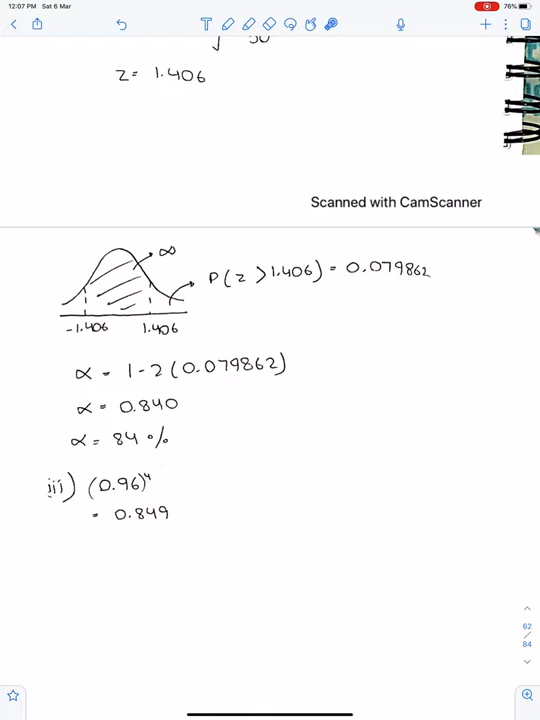 12:07 PM Sat 6 Mar
76%
z = 1.406
Scanned with CamScanner
∞
P(z > 1.406) = 0.079862
-1.406 1.406
∝ = 1-2(0.079862)
∝ = 0.840
∝ = 84 %
iii) (0.96)⁴
= 0.849
62
/
84